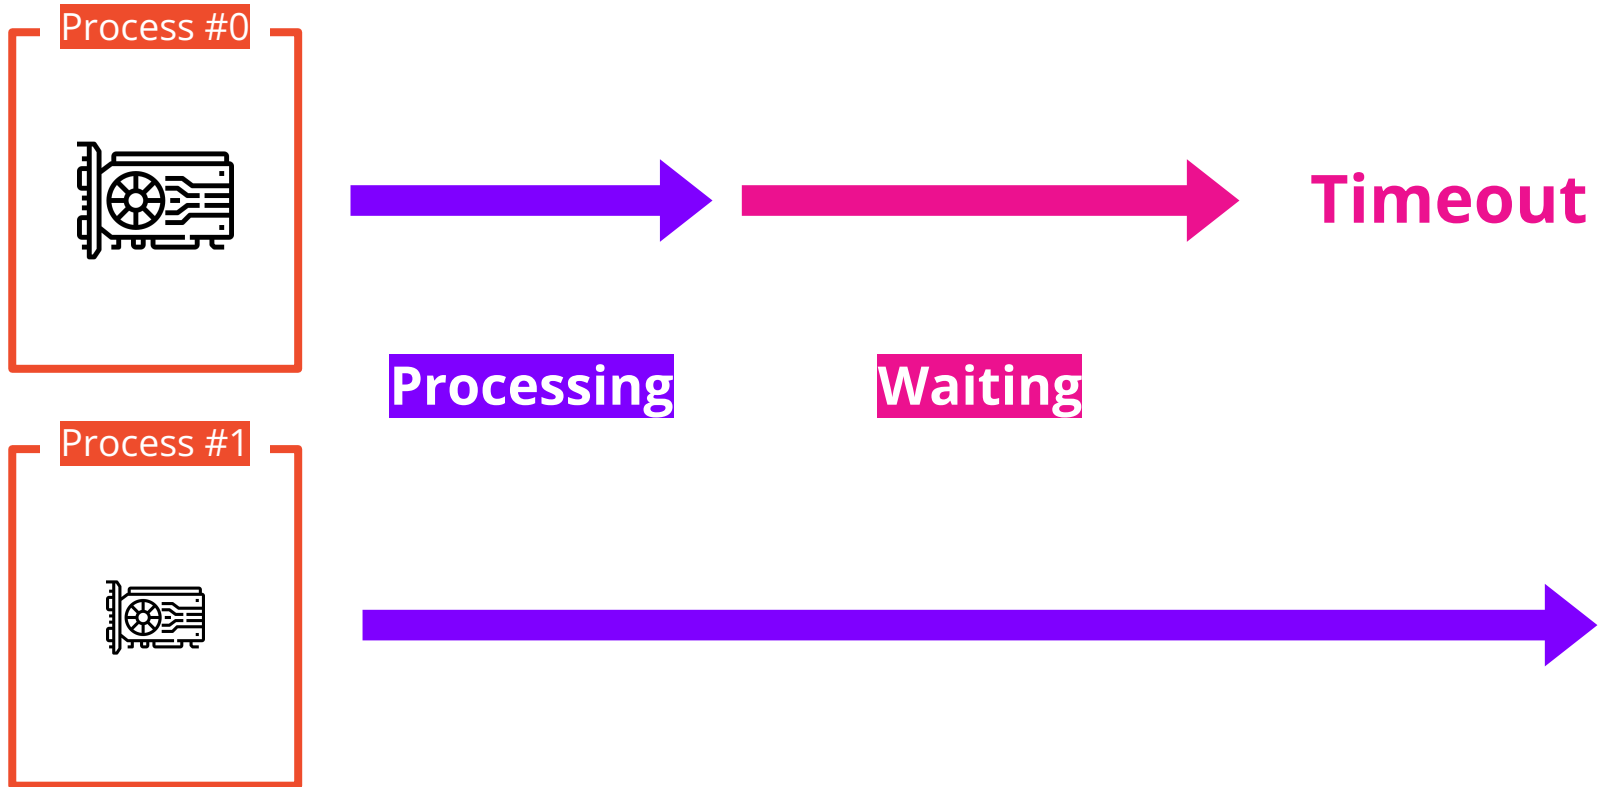 Process #0
Timeout
Processing
Waiting
Process #1